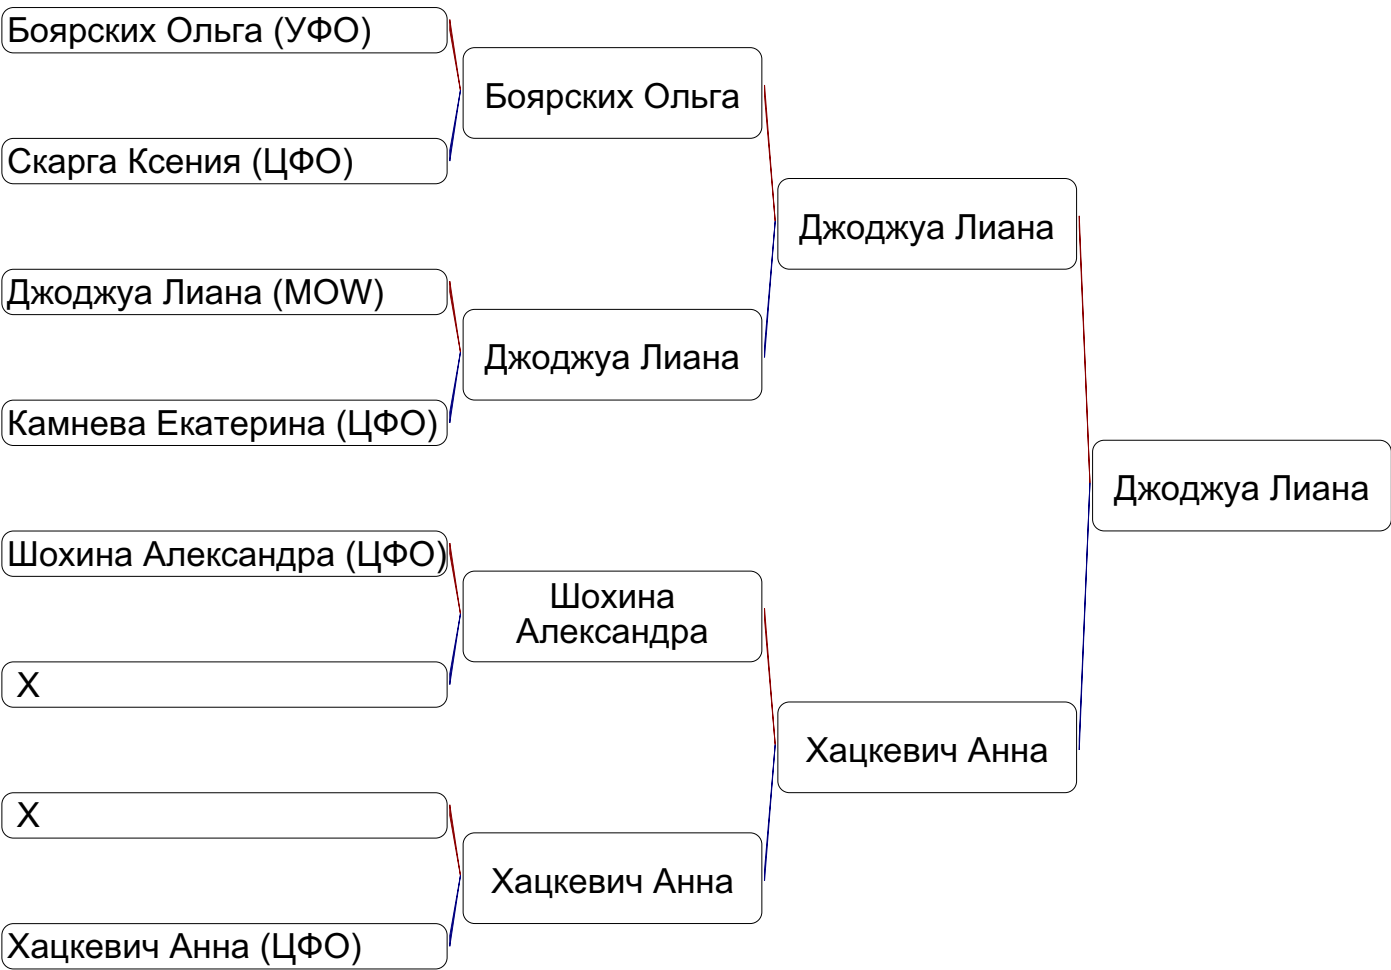 Боярских Ольга (УФО)
Боярских Ольга
Скарга Ксения (ЦФО)
Джоджуа Лиана
Джоджуа Лиана (MOW)
Джоджуа Лиана
Камнева Екатерина (ЦФО)
Джоджуа Лиана
Шохина Александра (ЦФО)
Шохина
Александра
Х
Хацкевич Анна
Х
Хацкевич Анна
Хацкевич Анна (ЦФО)